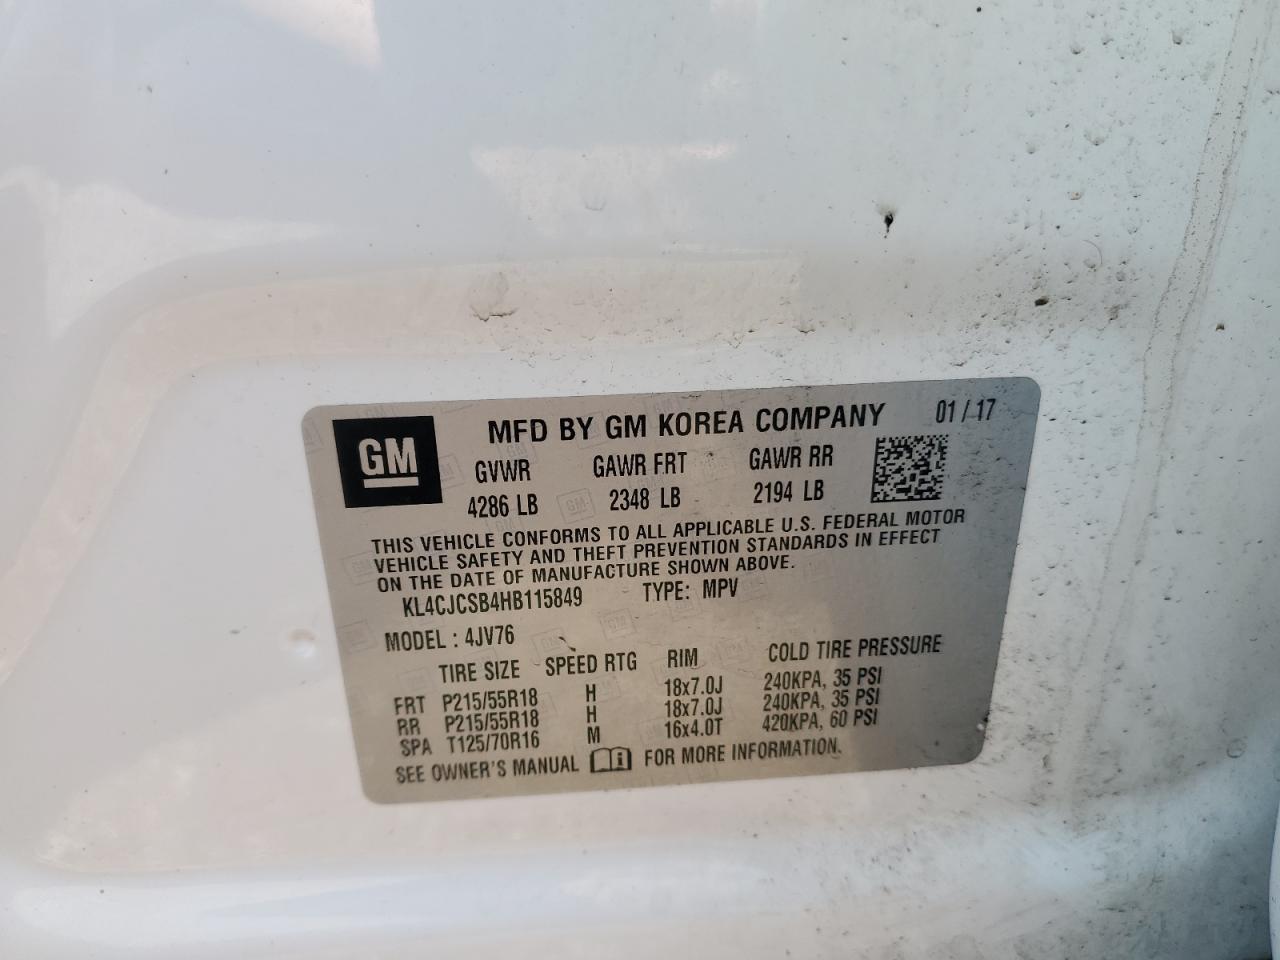 GM MFD BY GM KOREA COMPANY 01/17
GVWR GAWR FRT GAWR RR
4286 LB 2348 LB 2194 LB
THIS VEHICLE CONFORMS TO ALL APPLICABLE U.S. FEDERAL MOTOR
VEHICLE SAFETY AND THEFT PREVENTION STANDARDS IN EFFECT
ON THE DATE OF MANUFACTURE SHOWN ABOVE.
KL4CJCSB4HB115849 TYPE: MPV
MODEL : 4JV76
TIRE SIZE SPEED RTG RIM COLD TIRE PRESSURE
FRT P215/55R18 H 18x7.0J 240KPA, 35 PSI
RR P215/55R18 H 18x7.0J 240KPA, 35 PSI
SPA T125/70R16 M 16x4.0T 420KPA, 60 PSI
SEE OWNER'S MANUAL FOR MORE INFORMATION.